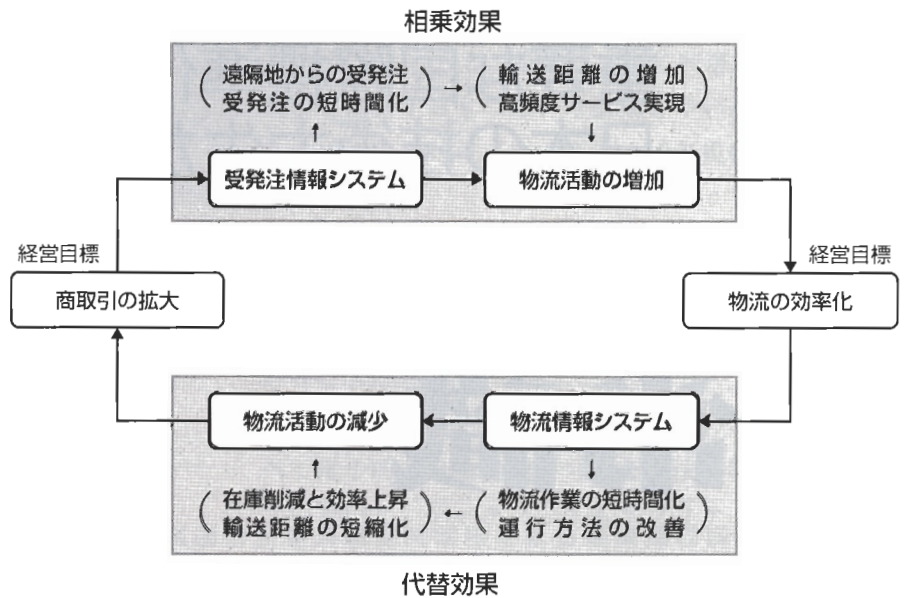 相乗効果
(遠隔地からの受発注
受発注の短時間化) → (輸送距離の増加
高頻度サービス実現)
受発注情報システム
物流活動の増加
経営目標
商取引の拡大
経営目標
物流の効率化
物流活動の減少
物流情報システム
(在庫削減と効率上昇
輸送距離の短縮化) ← (物流作業の短時間化
運行方法の改善)
代替効果